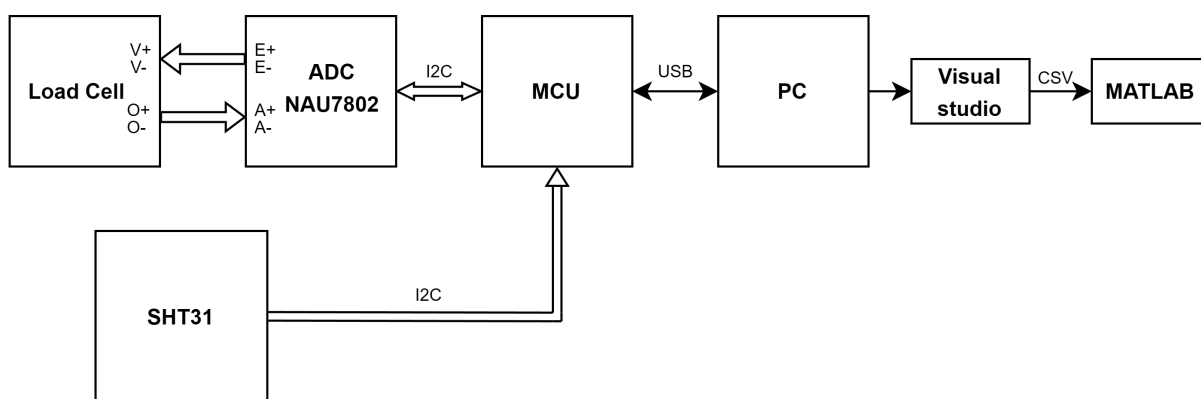 V+
V-
Load Cell
O+
O-
E+
E-
ADC
NAU7802
A+
A-
I2C
MCU
USB
PC
Visual
studio
CSV
MATLAB
SHT31
I2C